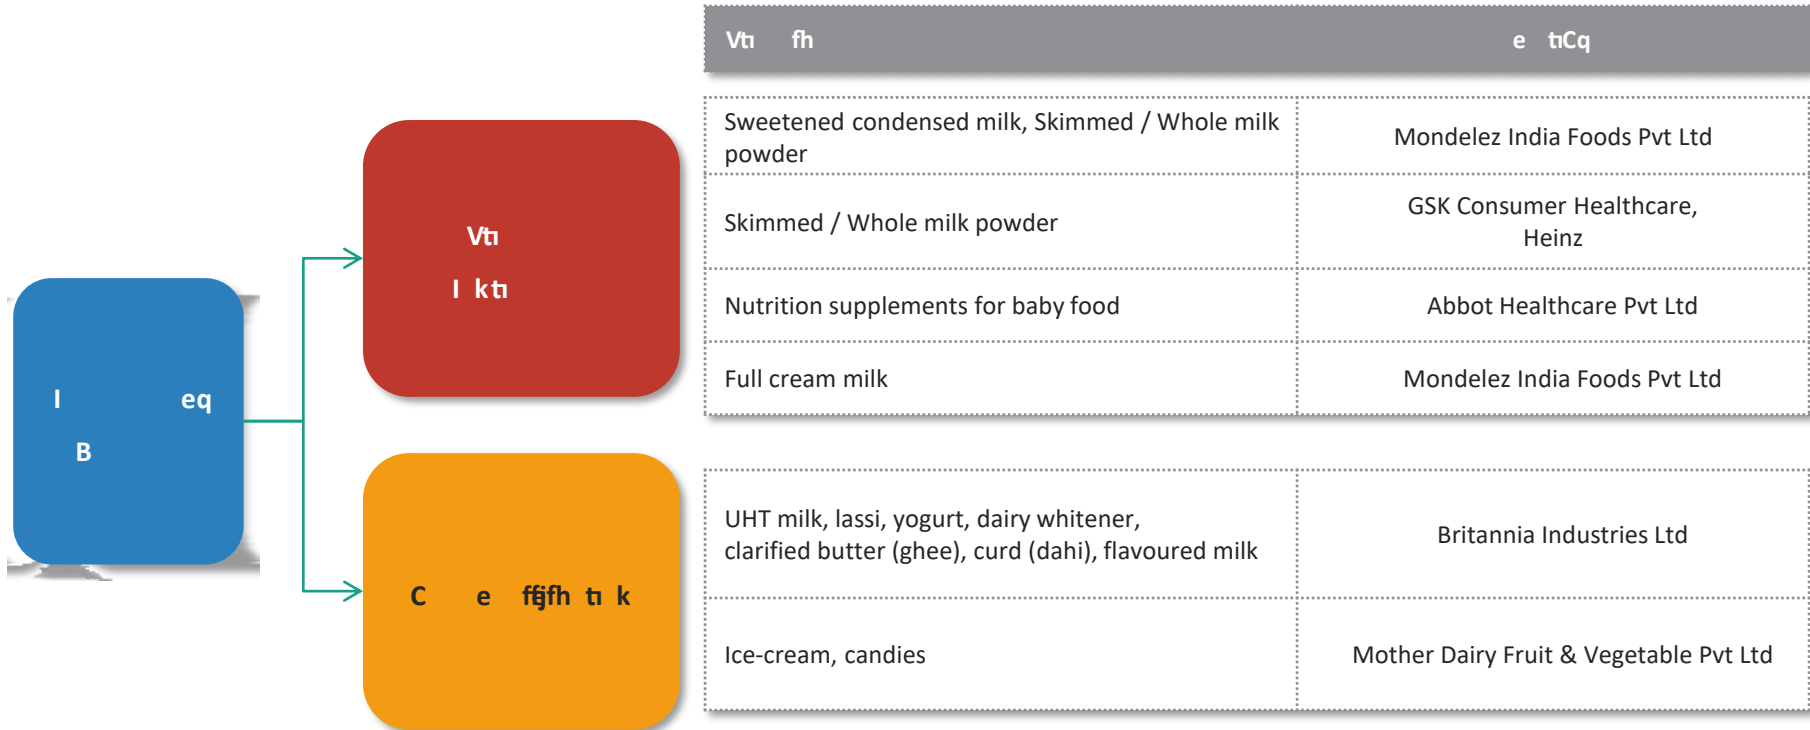 Sweetened condensed milk, Skimmed / Whole milk
powder
Mondelez India Foods Pvt Ltd
Skimmed / Whole milk powder
GSK Consumer Healthcare,
Heinz
Nutrition supplements for baby food
Abbot Healthcare Pvt Ltd
Full cream milk
Mondelez India Foods Pvt Ltd
UHT milk, lassi, yogurt, dairy whitener,
clarified butter (ghee), curd (dahi), flavoured milk
Britannia Industries Ltd
Ice-cream, candies
Mother Dairy Fruit & Vegetable Pvt Ltd